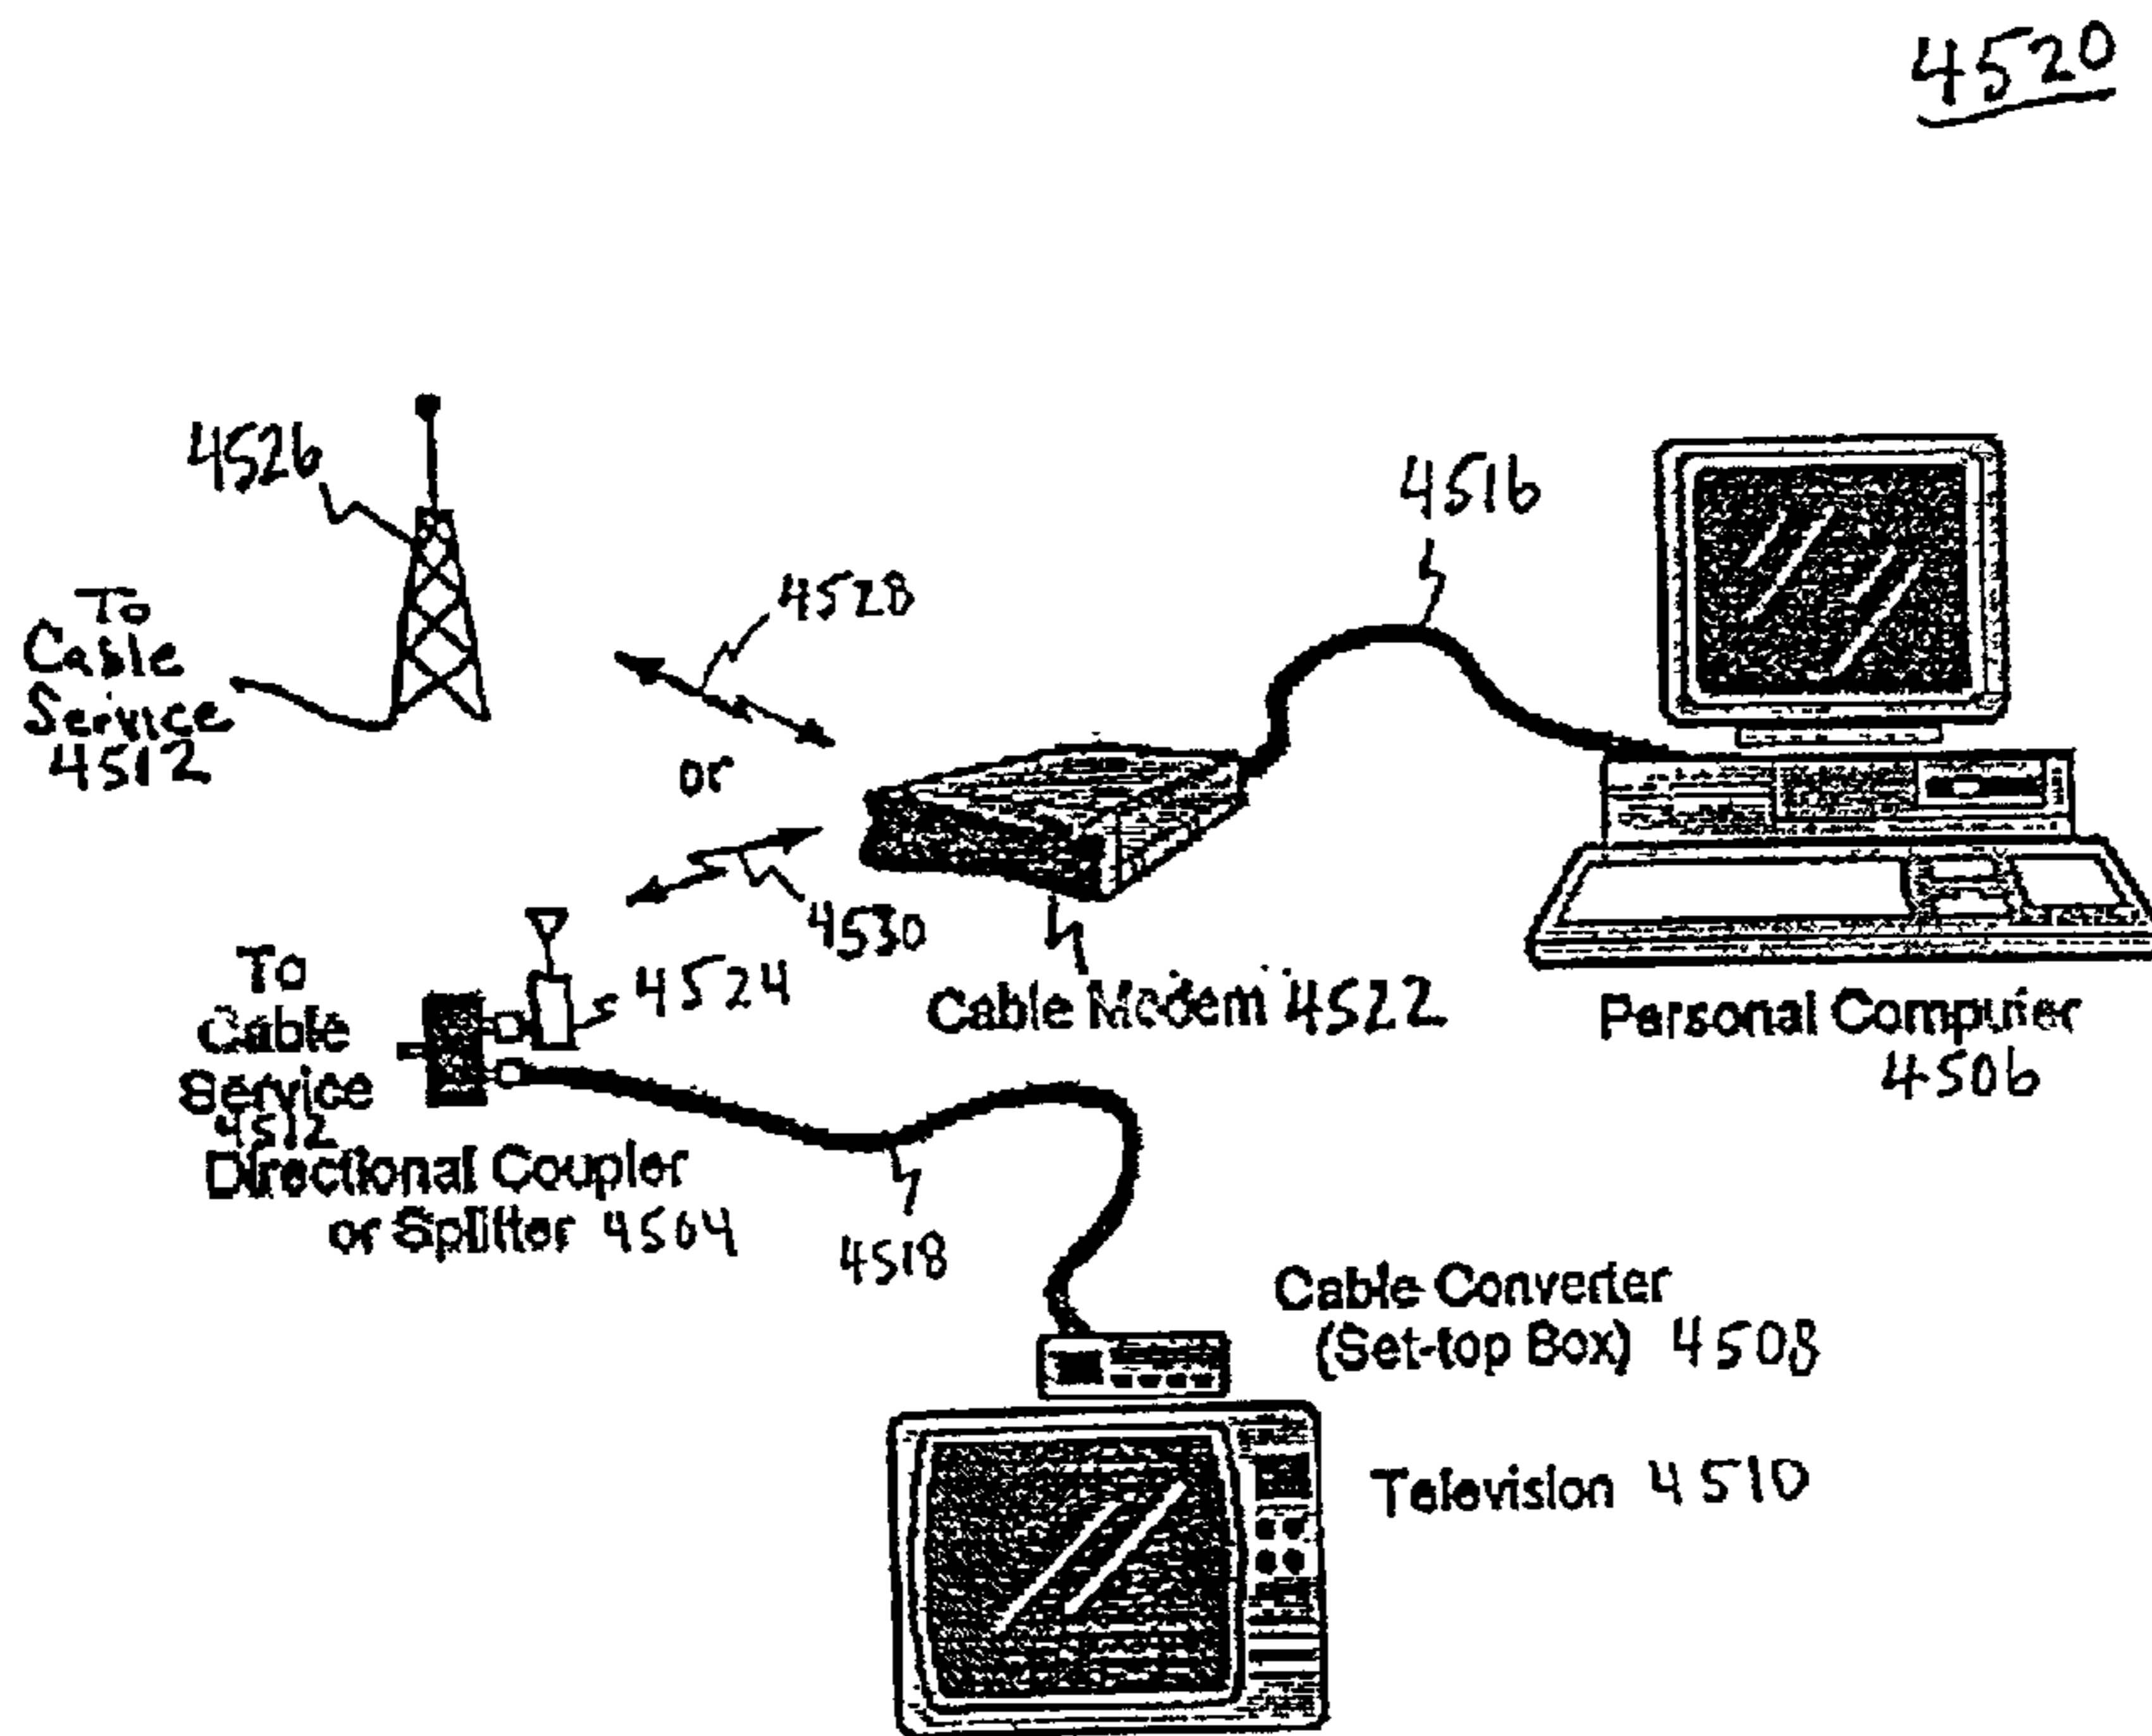 4520
4526
4516
4528
To
Cable
Service
4512
or
4530
4524
To
Cable
Service
4512
Cable Modem 4522
Personal Computer
4506
Directional Coupler
or Splitter 4504
4518
Cable Converter
(Set-top Box) 4508
Television 4510